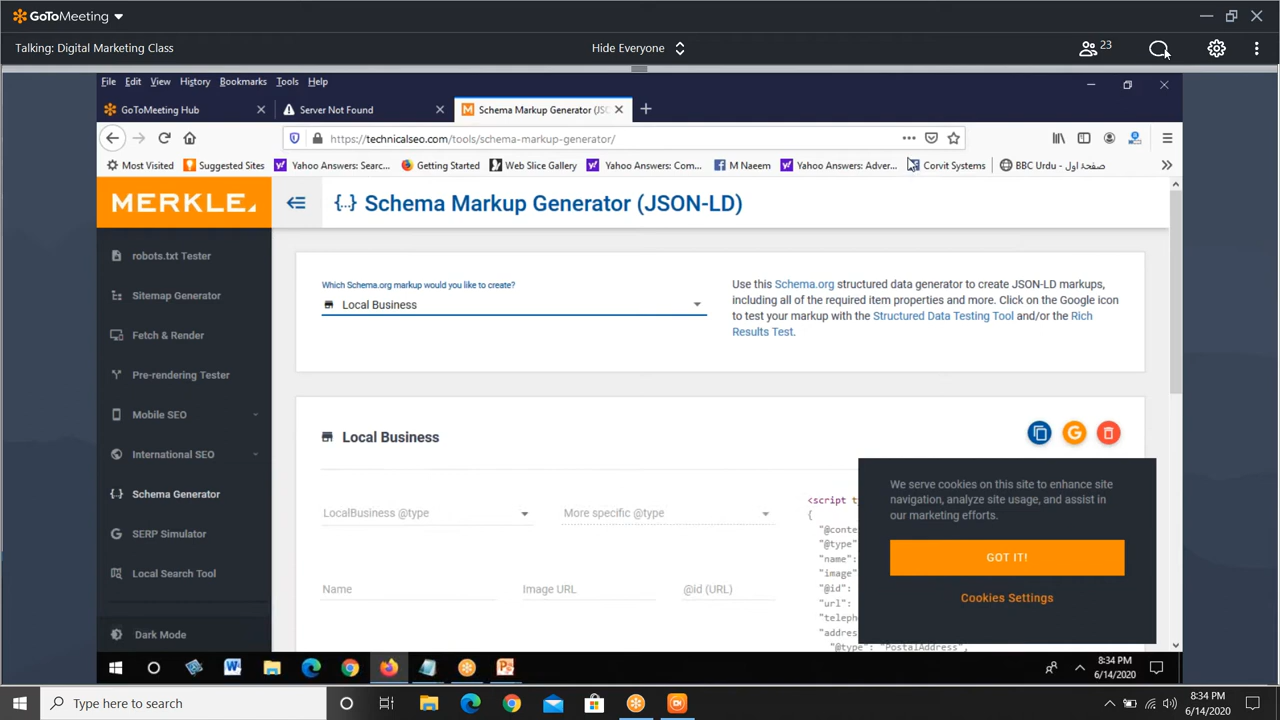 GoToMeeting
Talking: Digital Marketing Class
Hide Everyone
23
File Edit View History Bookmarks Tools Help
GoToMeeting Hub
Server Not Found
Schema Markup Generator (JSO
https://technicalseo.com/tools/schema-markup-generator/
Most Visited
Suggested Sites
Yahoo Answers: Searc...
Getting Started
Web Slice Gallery
Yahoo Answers: Com...
M Naeem
Yahoo Answers: Adver...
Corvit Systems
BBC Urdu - صفحۂ اول
MERKLE
{..} Schema Markup Generator (JSON-LD)
robots.txt Tester
Sitemap Generator
Fetch & Render
Pre-rendering Tester
Mobile SEO
International SEO
{..} Schema Generator
SERP Simulator
Local Search Tool
Dark Mode
Which Schema.org markup would you like to create?
Local Business
Use this Schema.org structured data generator to create JSON-LD markups,
including all of the required item properties and more. Click on the Google icon
to test your markup with the Structured Data Testing Tool and/or the Rich
Results Test.
Local Business
LocalBusiness @type
More specific @type
Name
Image URL
@id (URL)
<script ty
{
"@conte
"@type"
"name":
"image"
"@id":
"url":
"teleph
"addres
"@type": "PostalAddress",
We serve cookies on this site to enhance site
navigation, analyze site usage, and assist in
our marketing efforts.
GOT IT!
Cookies Settings
8:34 PM
6/14/2020
Type here to search
8:34 PM
6/14/2020